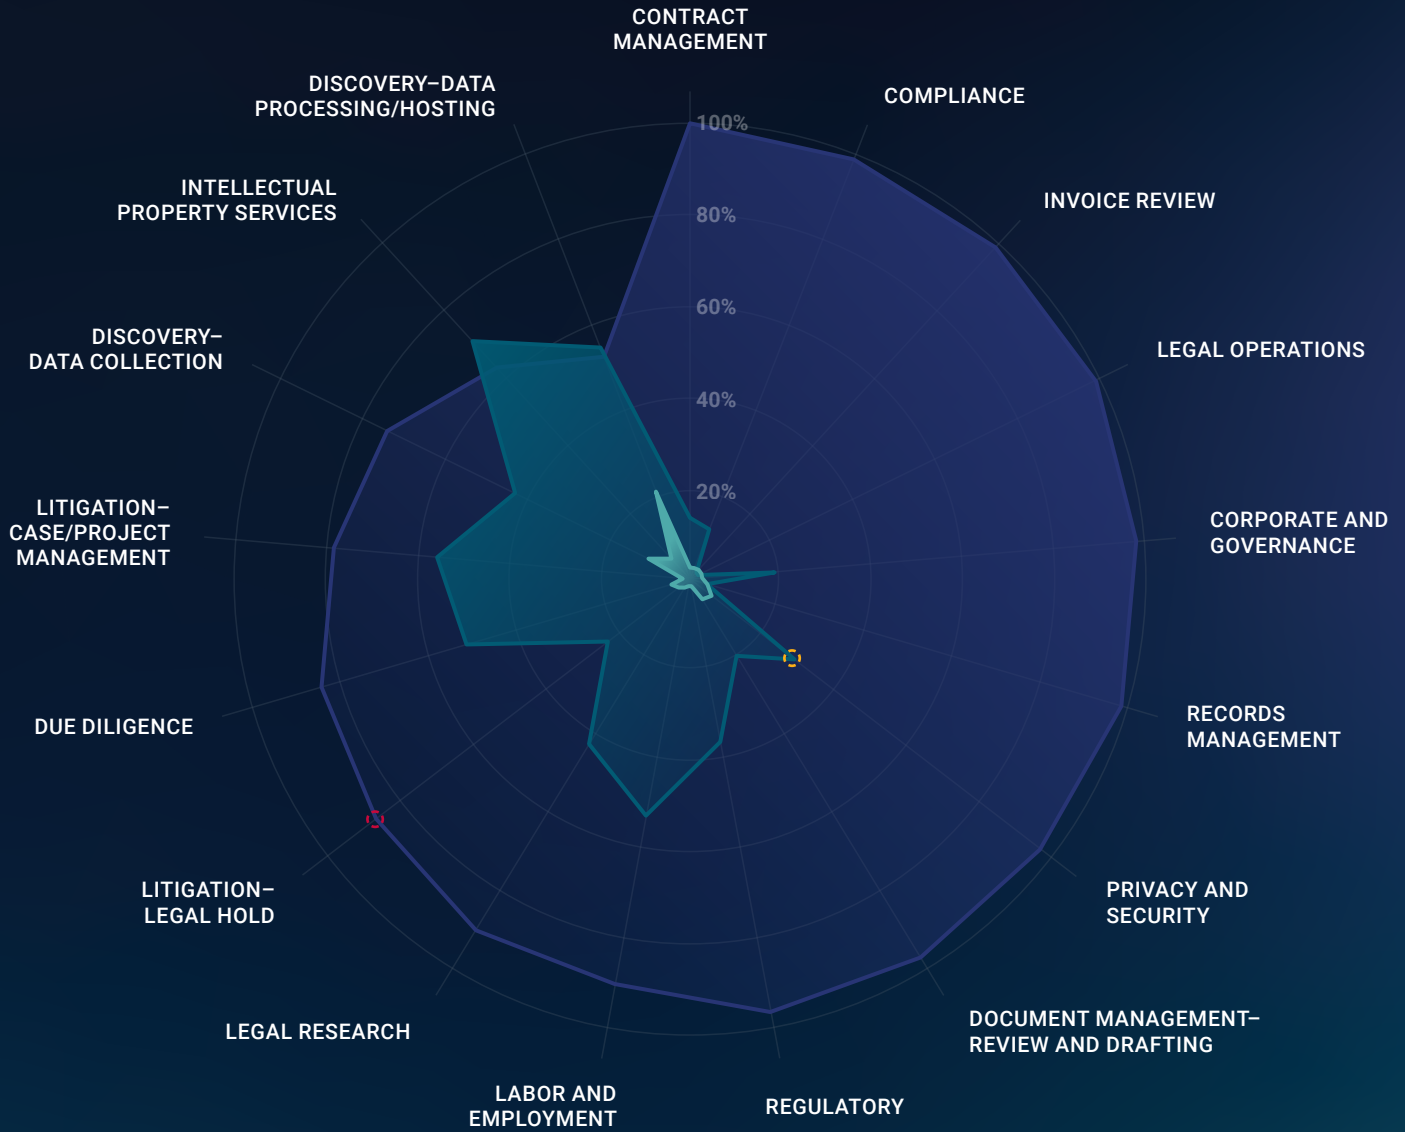 CONTRACT
MANAGEMENT
DISCOVERY–DATA
PROCESSING/HOSTING
COMPLIANCE
INTELLECTUAL
PROPERTY SERVICES
INVOICE REVIEW
DISCOVERY–
DATA COLLECTION
LEGAL OPERATIONS
LITIGATION–
CASE/PROJECT
MANAGEMENT
CORPORATE AND
GOVERNANCE
DUE DILIGENCE
RECORDS
MANAGEMENT
LITIGATION–
LEGAL HOLD
PRIVACY AND
SECURITY
LEGAL RESEARCH
DOCUMENT MANAGEMENT–
REVIEW AND DRAFTING
LABOR AND
EMPLOYMENT
REGULATORY
100%
80%
60%
40%
20%